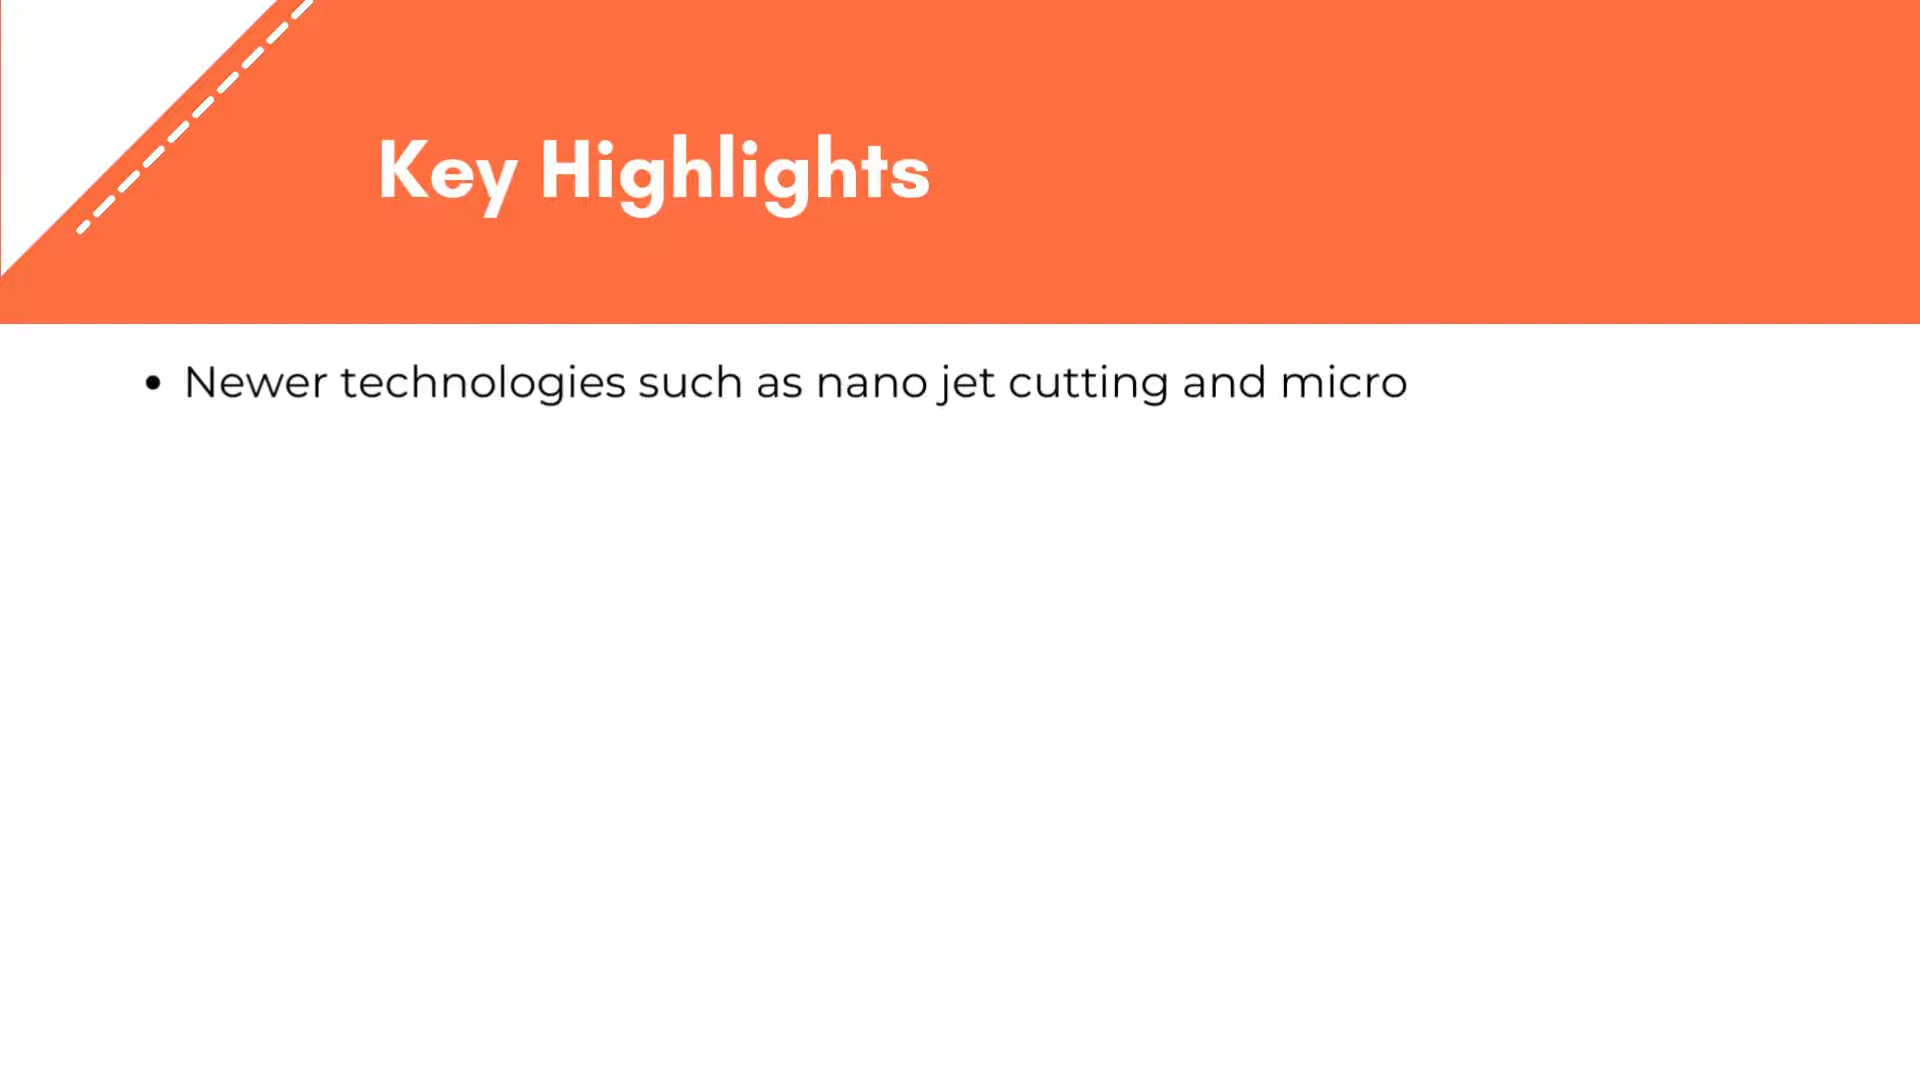 Key Highlights
• Newer technologies such as nano jet cutting and micro